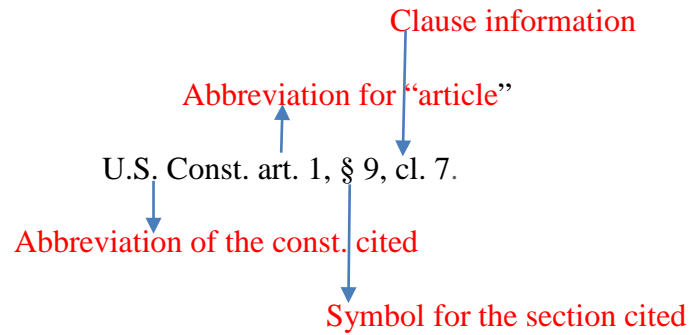 Clause information
Abbreviation for “article”
U.S. Const. art. 1, § 9, cl. 7.
Abbreviation of the const. cited
Symbol for the section cited